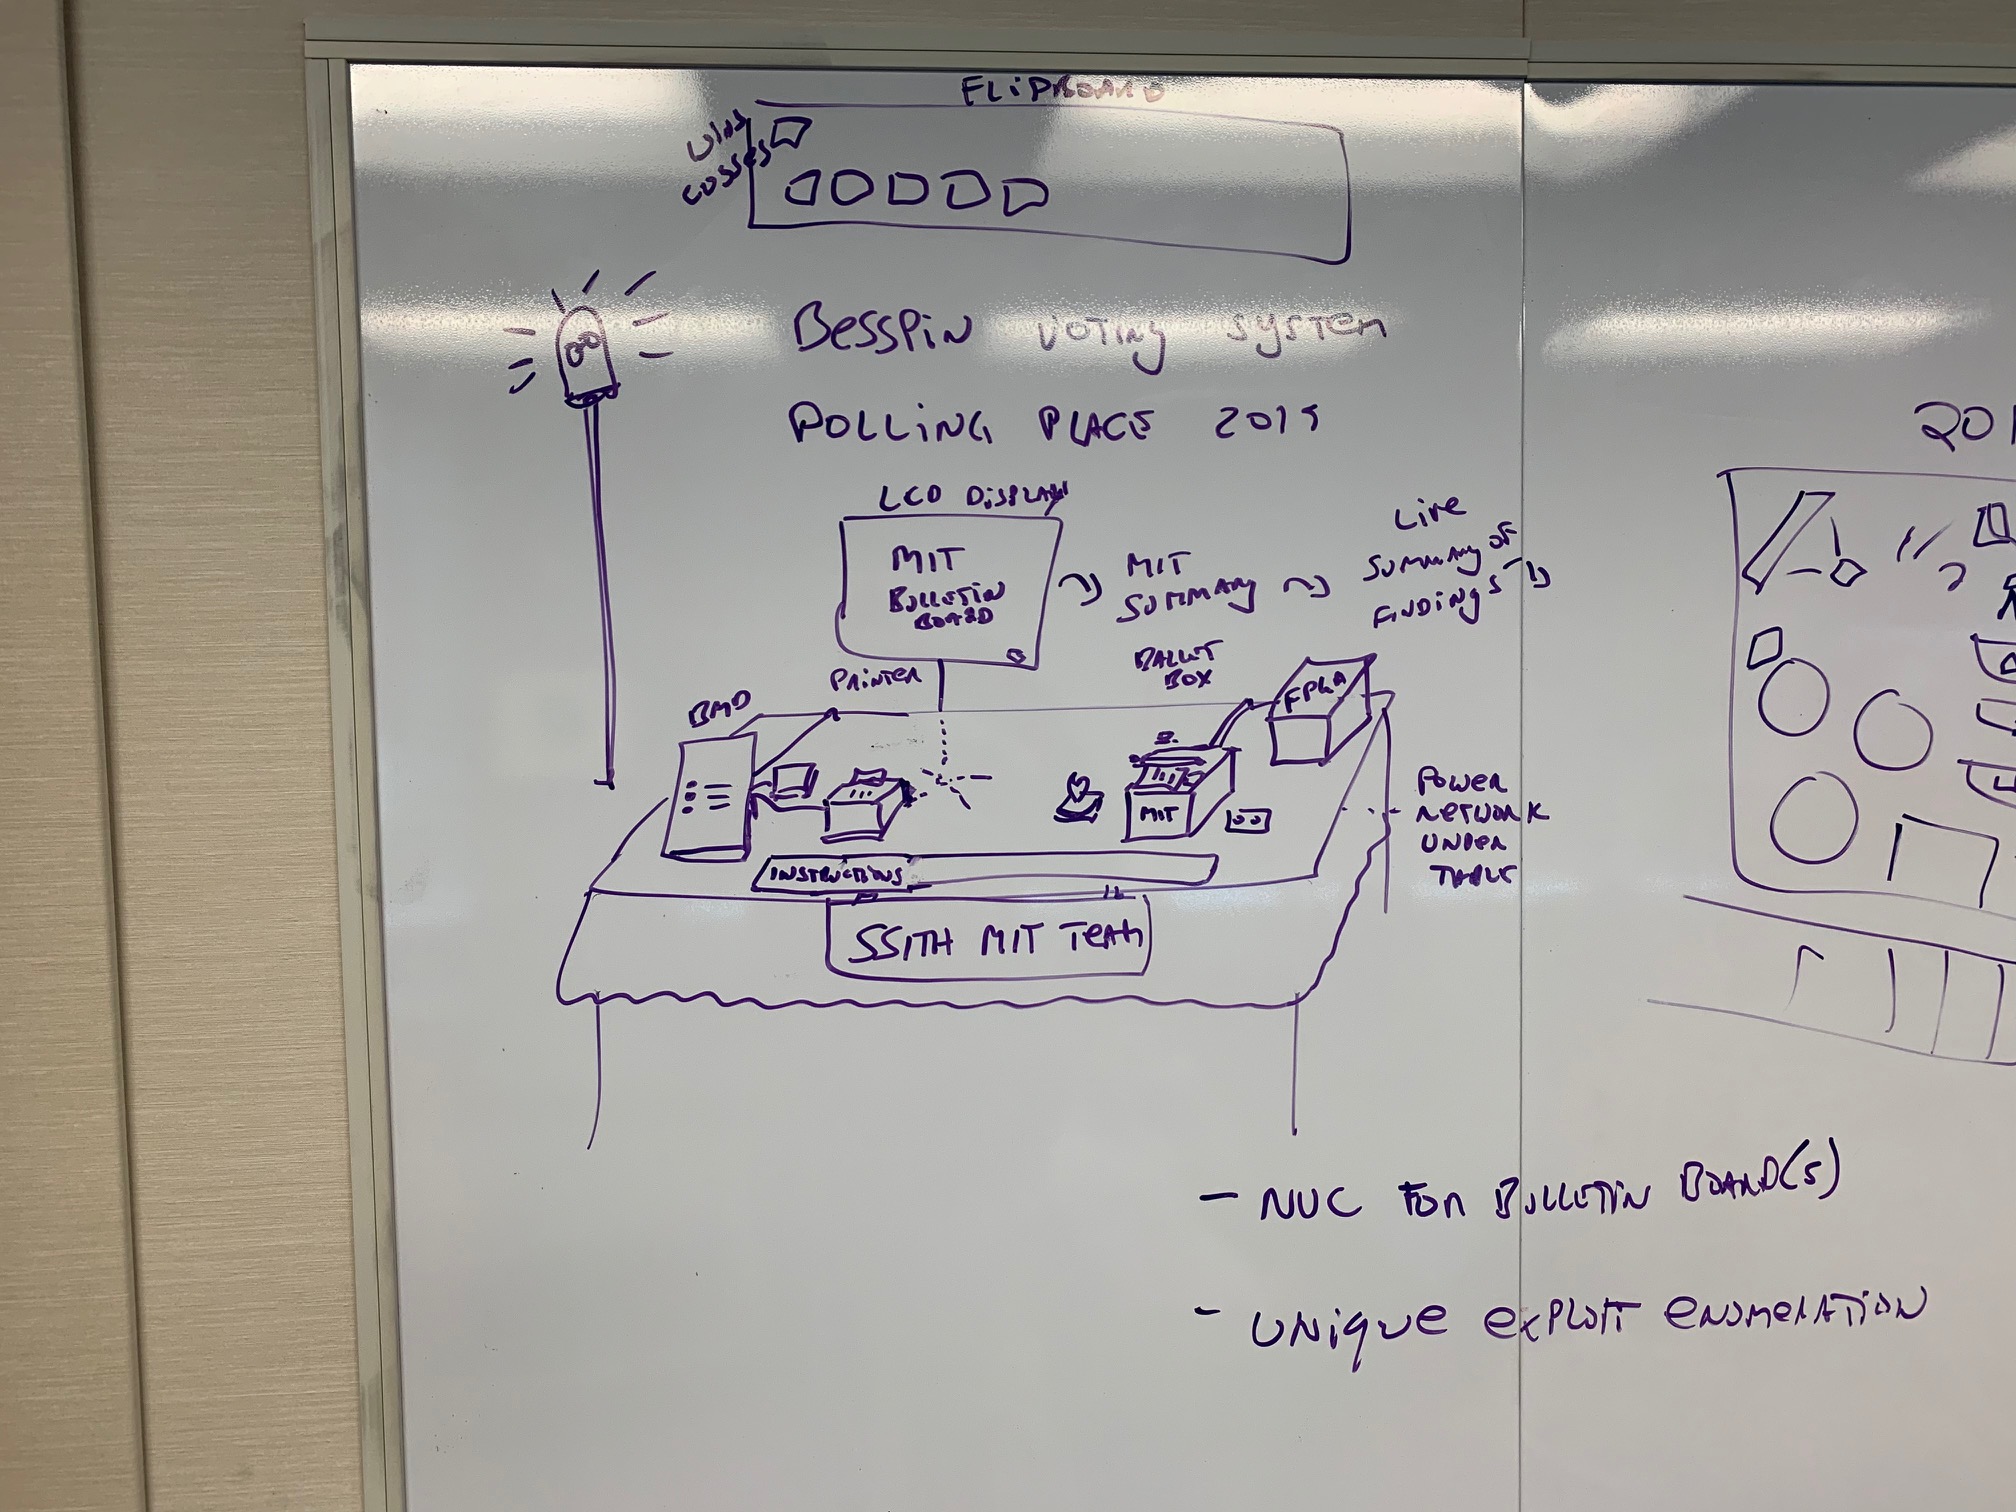 FLIPBOARD
WINS
LOSSES
BESSPIN VOTING SYSTEM
POLLING PLACE 2019
LCD DISPLAY
MIT
BULLETIN
BOARD
MIT
SUMMARY
LIVE
SUMMARY OF
FINDINGS
PRINTER
BALLOT
BOX
FPGA
BMD
MIT
POWER
NETWORK
UNDER
TABLE
INSTRUCTIONS
SSITH MIT TEAM
201
- NUC FOR BULLETIN BOARD(S)
- UNIQUE EXPLOIT ENUMERATION